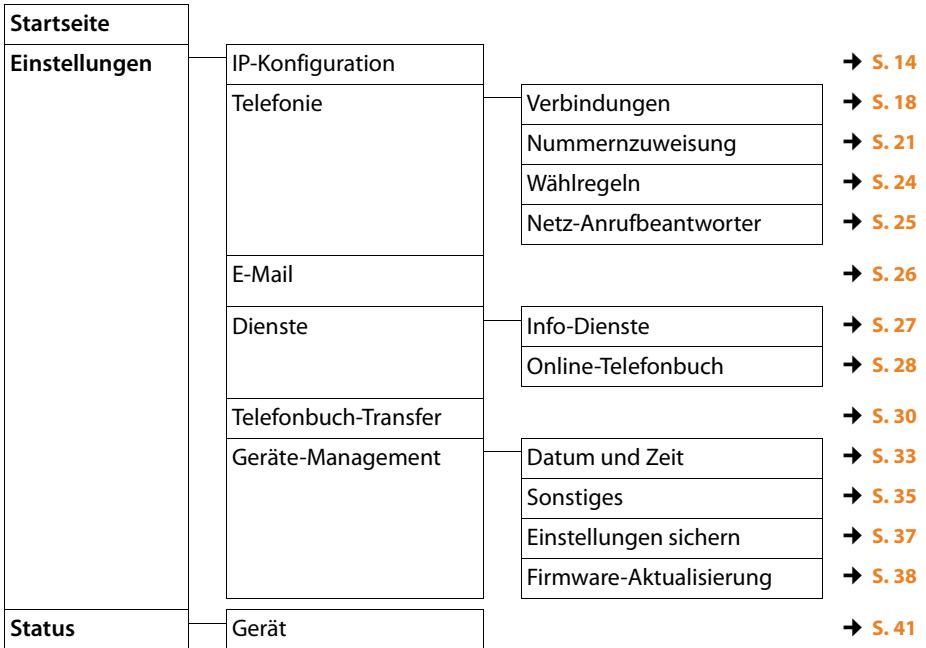 Startseite
Einstellungen IP-Konfiguration ➔ S. 14
Telefonie Verbindungen ➔ S. 18
Nummernzuweisung ➔ S. 21
Wählregeln ➔ S. 24
Netz-Anrufbeantworter ➔ S. 25
E-Mail ➔ S. 26
Dienste Info-Dienste ➔ S. 27
Online-Telefonbuch ➔ S. 28
Telefonbuch-Transfer ➔ S. 30
Geräte-Management Datum und Zeit ➔ S. 33
Sonstiges ➔ S. 35
Einstellungen sichern ➔ S. 37
Firmware-Aktualisierung ➔ S. 38
Status Gerät ➔ S. 41